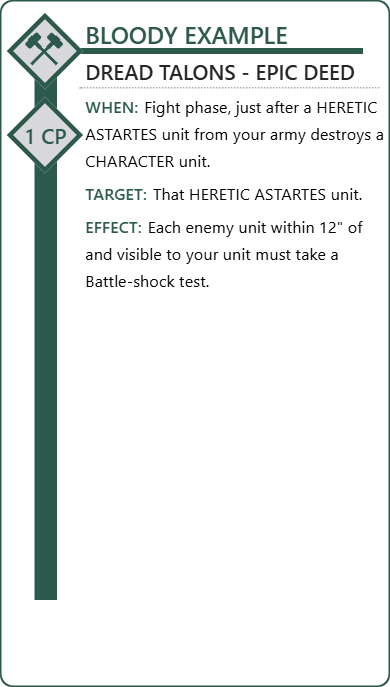 BLOODY EXAMPLE
DREAD TALONS - EPIC DEED
1 CP
WHEN: Fight phase, just after a HERETIC
ASTARTES unit from your army destroys a
CHARACTER unit.
TARGET: That HERETIC ASTARTES unit.
EFFECT: Each enemy unit within 12" of
and visible to your unit must take a
Battle-shock test.